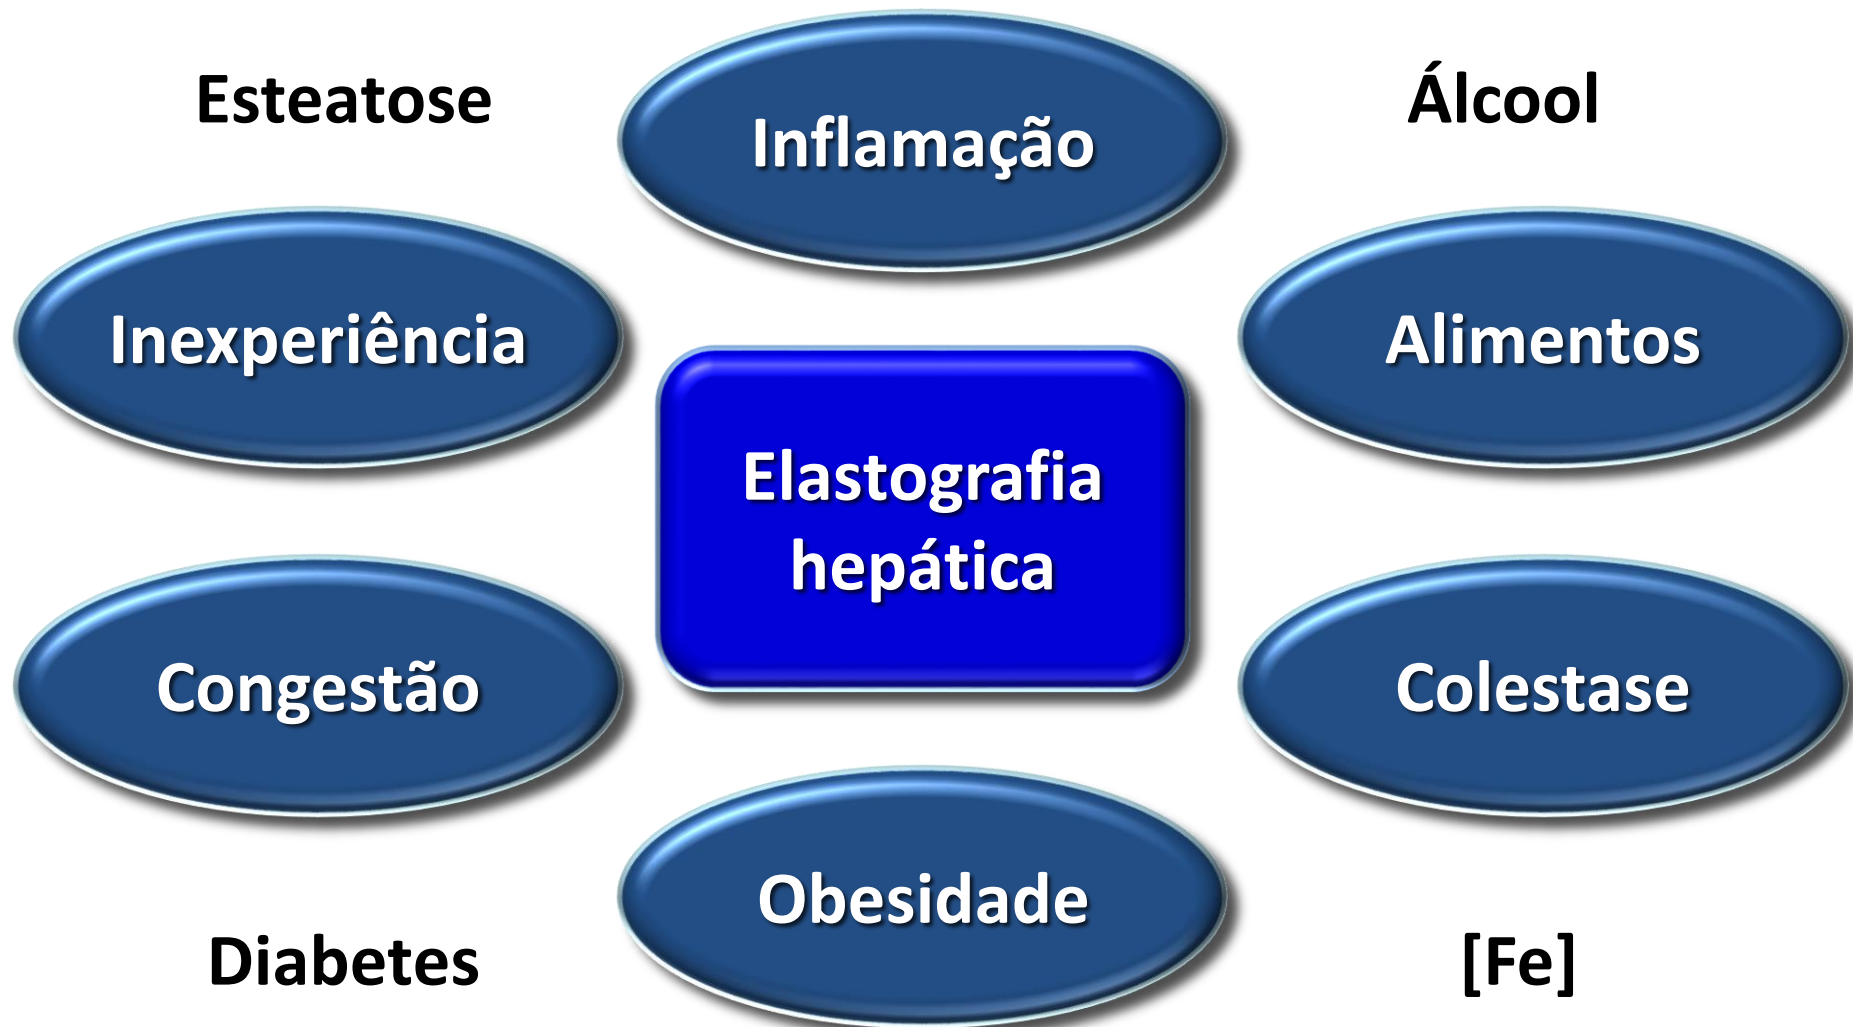 Esteatose
Inflamação
Álcool
Inexperiência
Alimentos
Elastografia
hepática
Congestão
Colestase
Obesidade
Diabetes
[Fe]